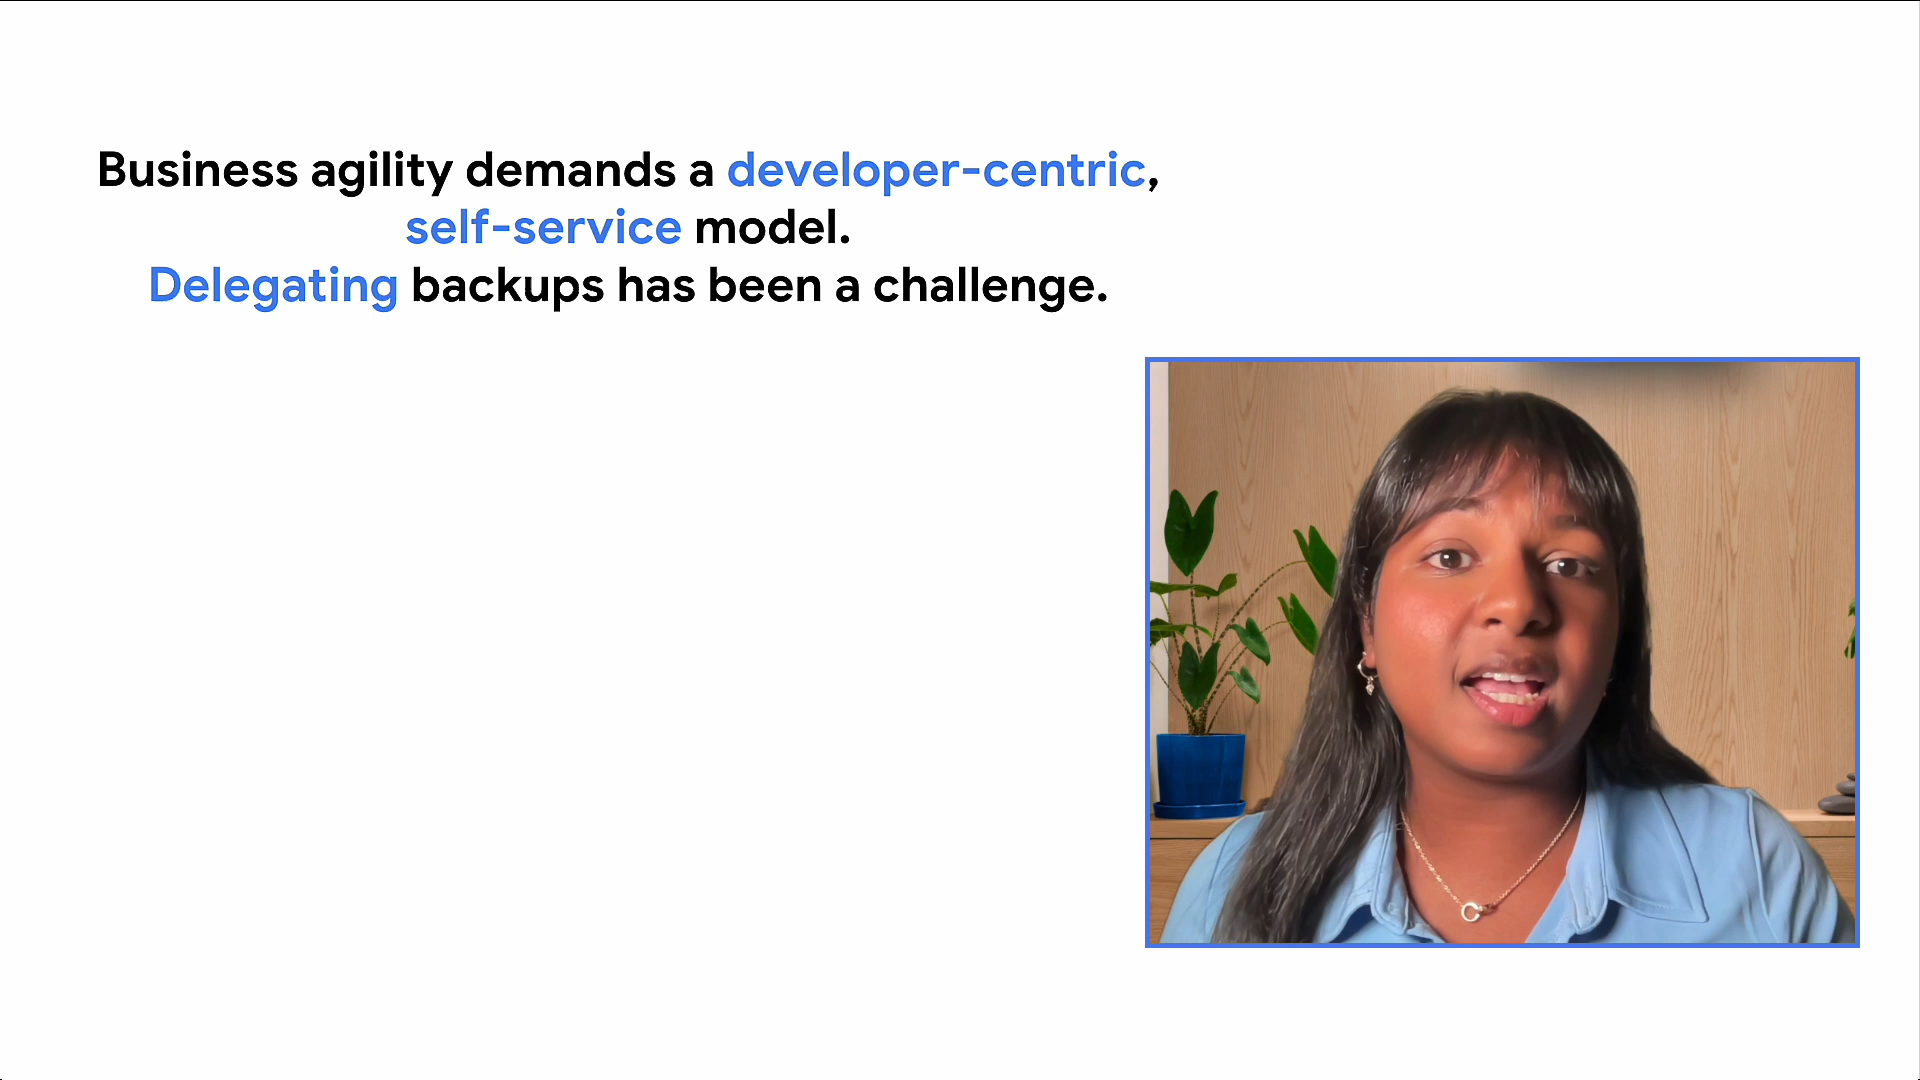 Business agility demands a developer-centric,
self-service model.
Delegating backups has been a challenge.